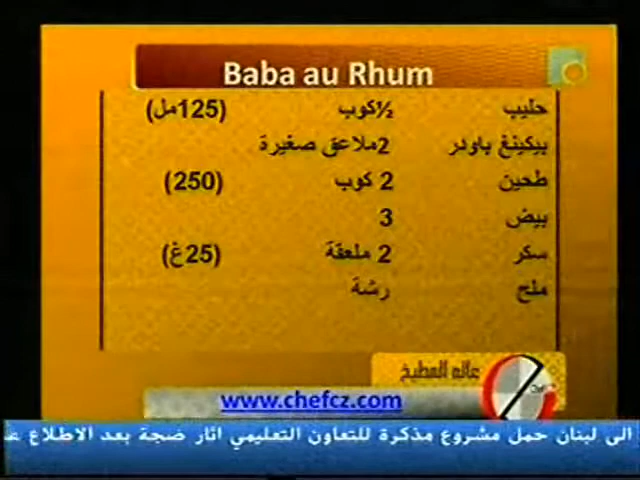 Baba au Rhum
حليب ½كوب (125مل)
بيكينغ باودر 2ملاعق صغيرة
طحين 2 كوب (250)
بيض 3
سكر 2 ملعقة (25غ)
ملح رشة
عالم المطبخ
www.chefcz.com
الى لبنان حمل مشروع مذكرة للتعاون التعليمي اثار ضجة بعد الاطلاع عـ